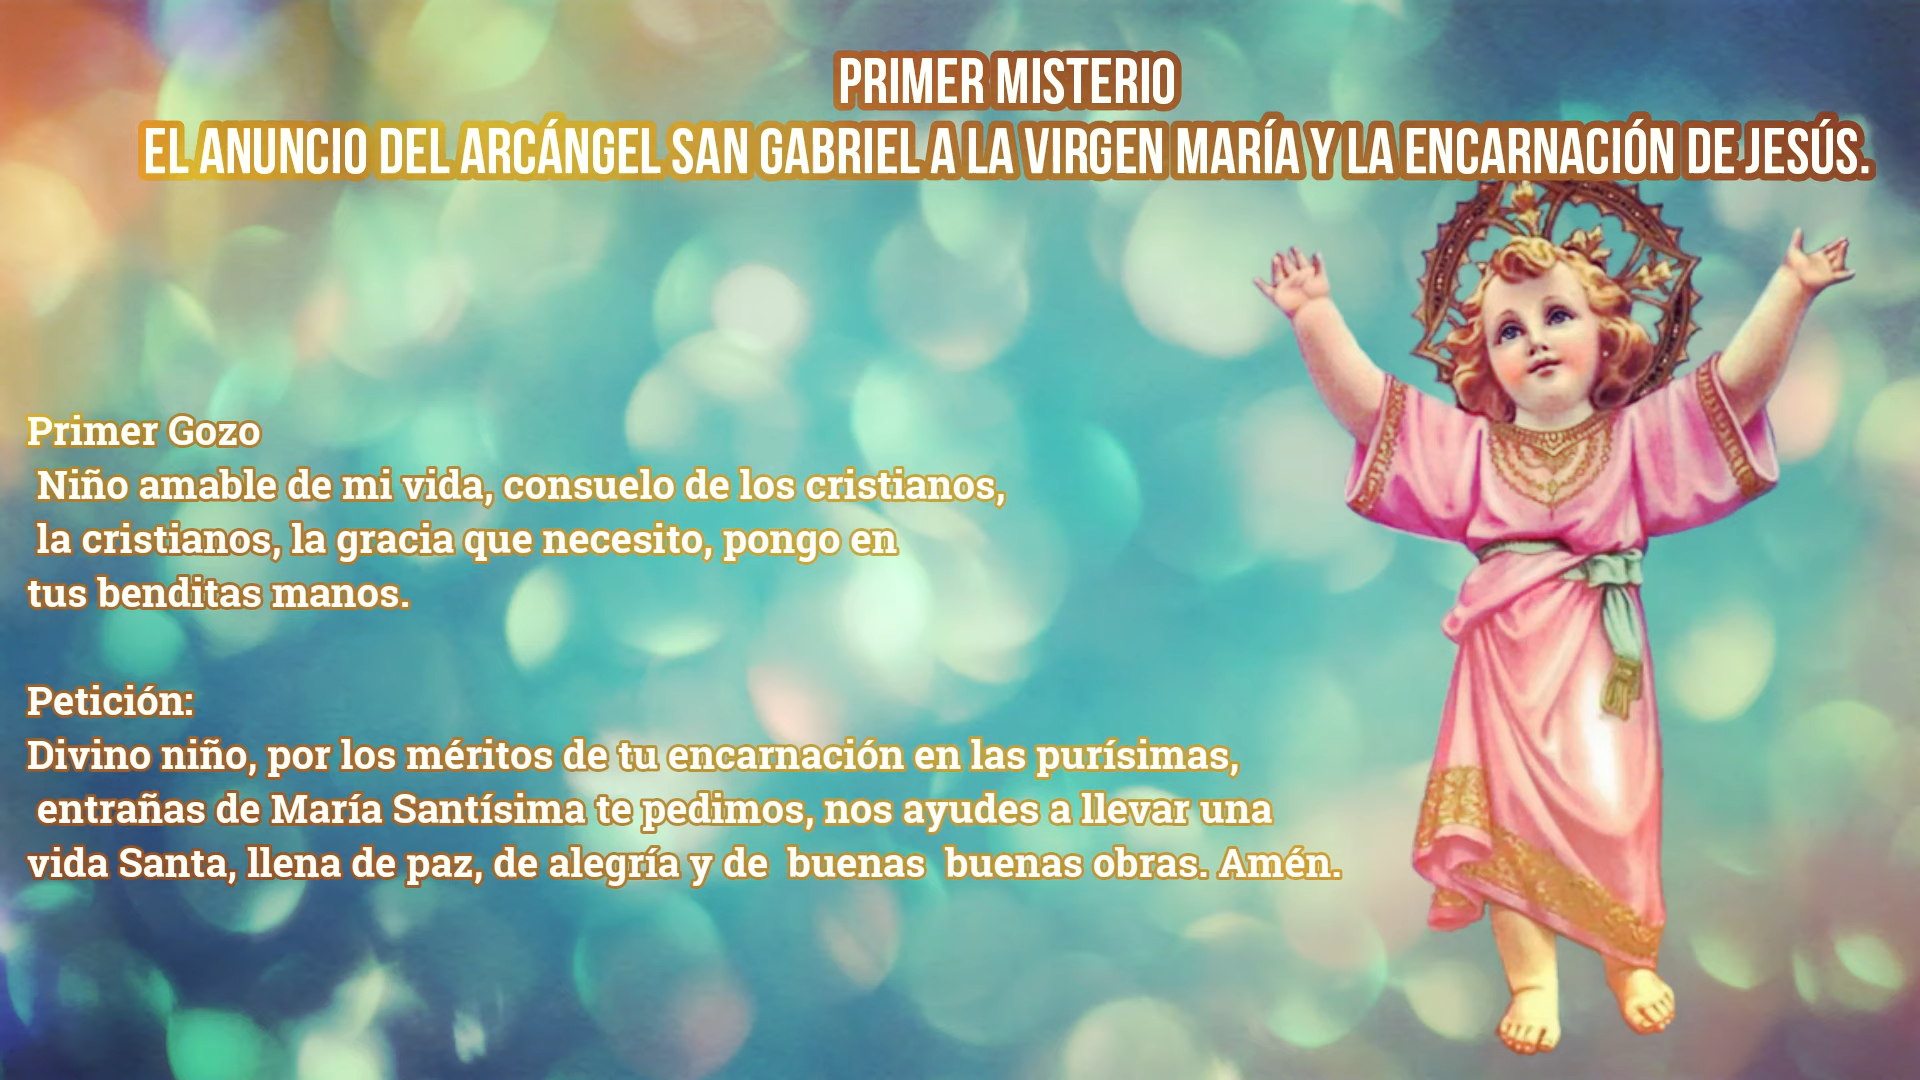 PRIMER MISTERIO
EL ANUNCIO DEL ARCÁNGEL SAN GABRIEL A LA VIRGEN MARÍA Y LA ENCARNACIÓN DE JESÚS.
Primer Gozo
Niño amable de mi vida, consuelo de los cristianos,
la cristianos, la gracia que necesito, pongo en
tus benditas manos.
Petición:
Divino niño, por los méritos de tu encarnación en las purísimas,
entrañas de María Santísima te pedimos, nos ayudes a llevar una
vida Santa, llena de paz, de alegría y de buenas buenas obras. Amén.